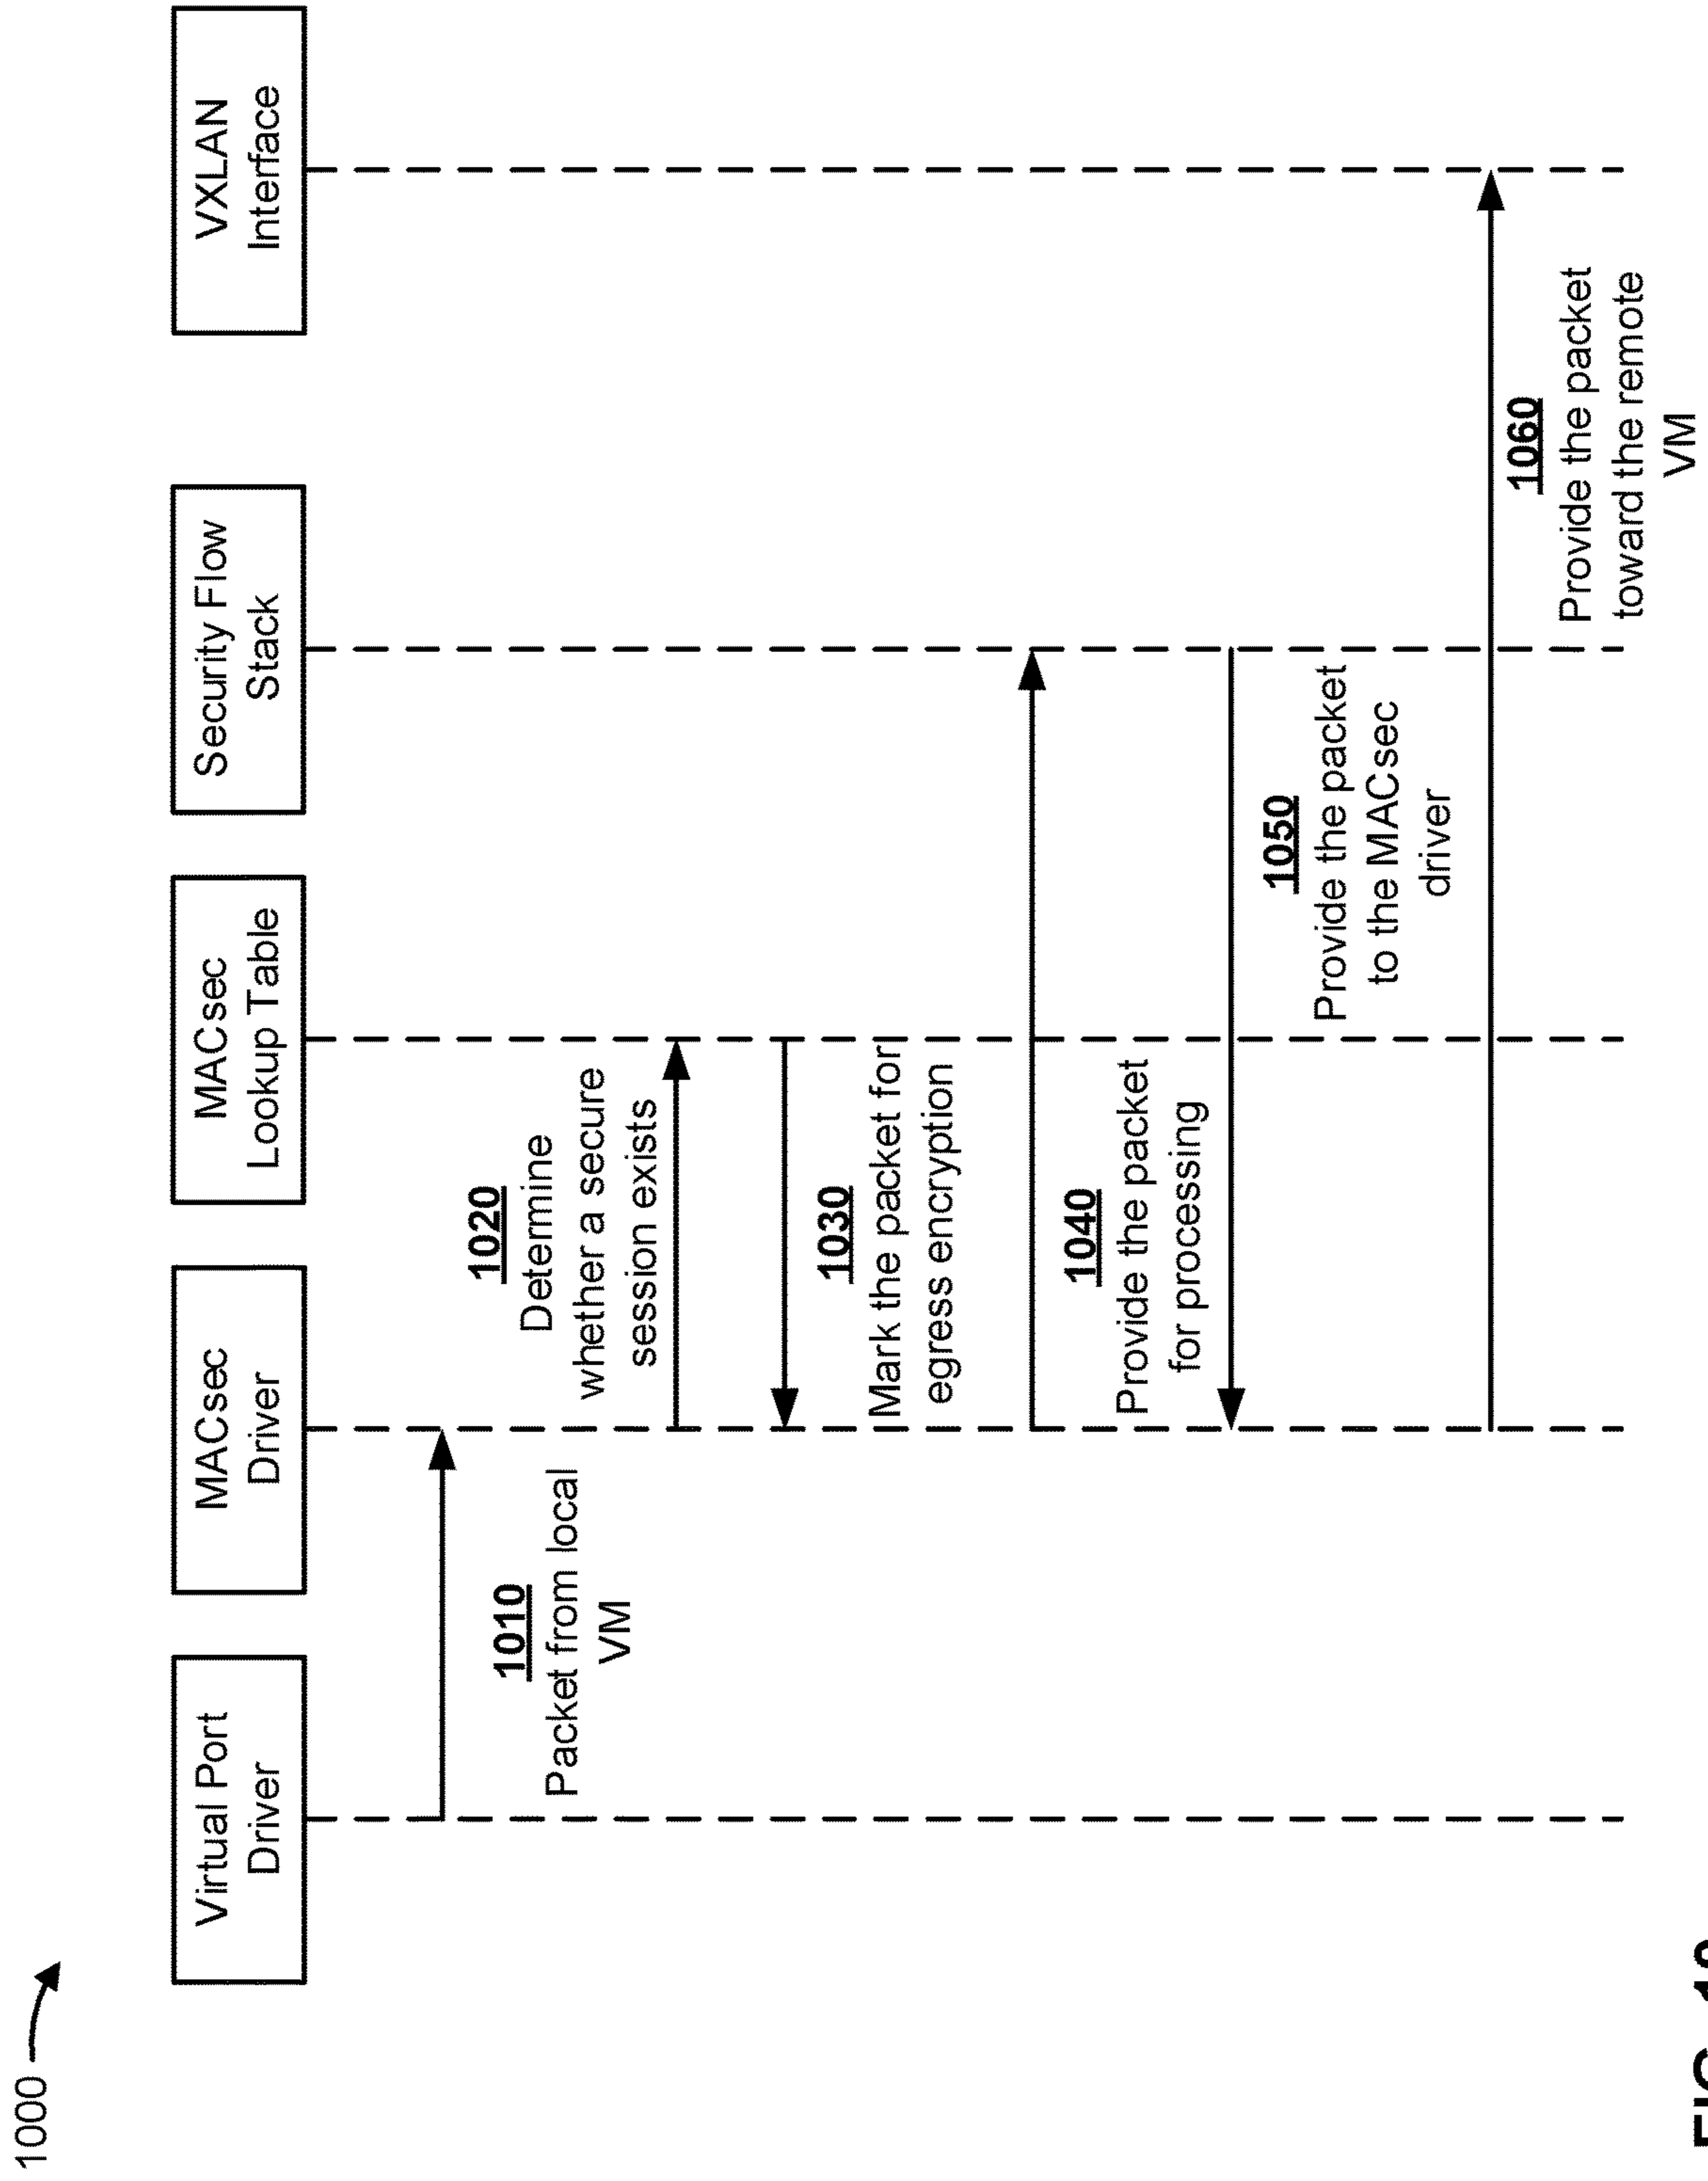 1000
Virtual Port
Driver
MACsec
Driver
MACsec
Lookup Table
Security Flow
Stack
VXLAN
Interface
1010
Packet from local
VM
1020
Determine
whether a secure
session exists
1030
Mark the packet for
egress encryption
1040
Provide the packet
for processing
1050
Provide the packet
to the MACsec
driver
1060
Provide the packet
toward the remote
VM
FIG. 10